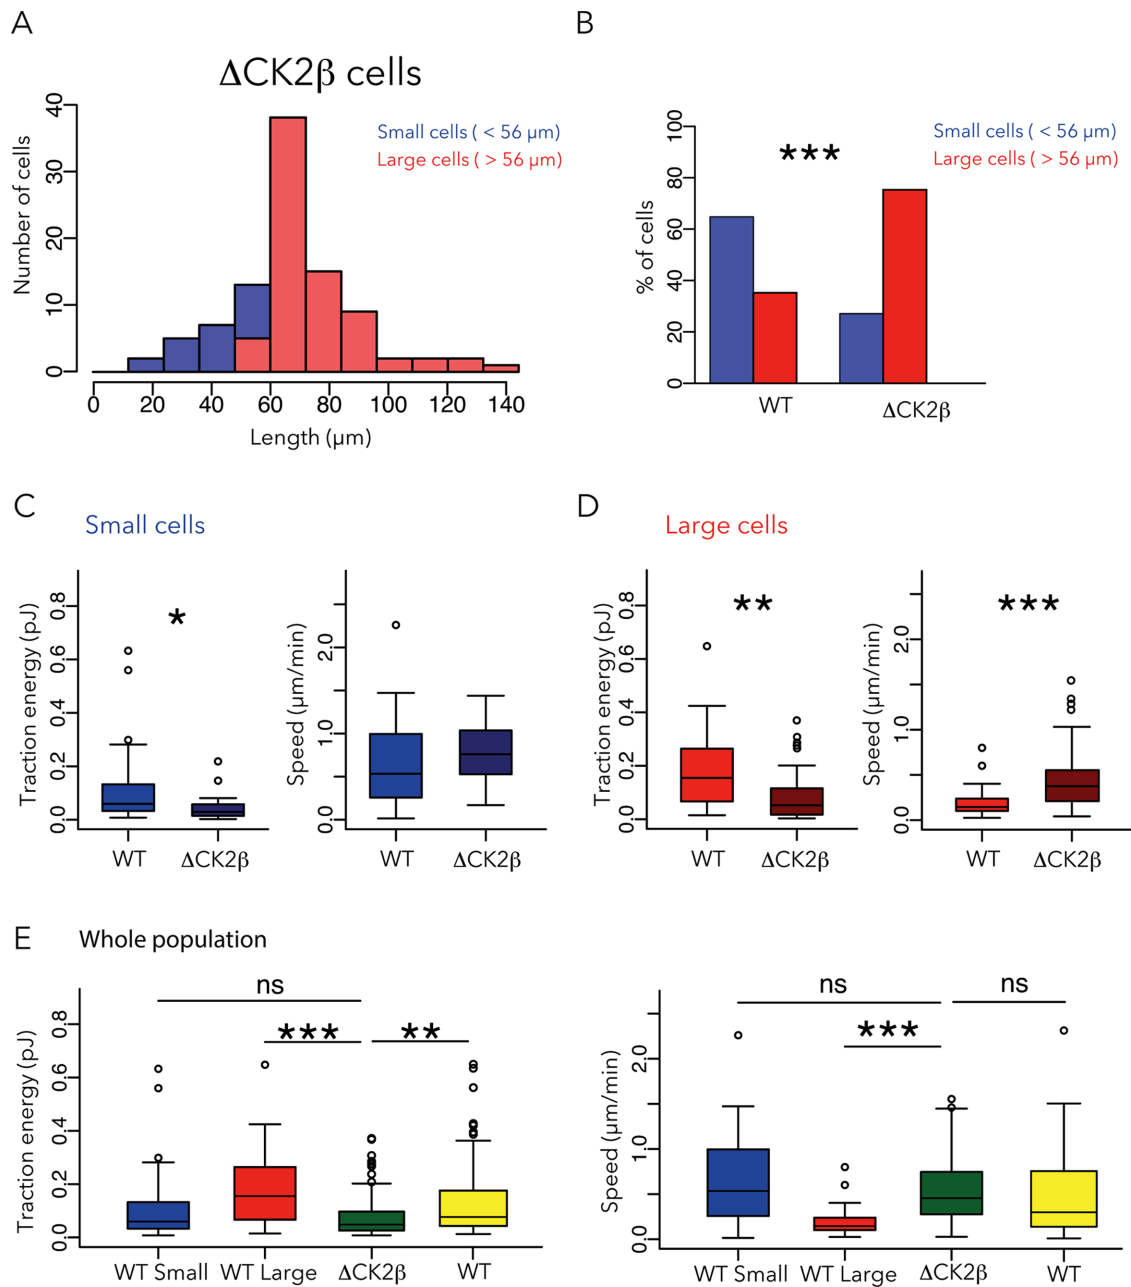 A
ΔCK2β cells
Number of cells
0 10 20 30 40
Small cells ( < 56 µm)
Large cells ( > 56 µm)
0 20 40 60 80 100 120 140
Length (µm)
B
% of cells
0 20 40 60 80 100
***
Small cells ( < 56 µm)
Large cells ( > 56 µm)
WT ΔCK2β
C
Small cells
Traction energy (pJ)
0.0 0.2 0.4 0.6 0.8
*
WT ΔCK2β
Speed (µm/min)
0.0 1.0 2.0
WT ΔCK2β
D
Large cells
Traction energy (pJ)
0.0 0.2 0.4 0.6 0.8
**
WT ΔCK2β
Speed (µm/min)
0.0 1.0 2.0
***
WT ΔCK2β
E
Whole population
Traction energy (pJ)
0.0 0.2 0.4 0.6 0.8
ns
*** **
WT Small WT Large ΔCK2β WT
Speed (µm/min)
0.0 1.0 2.0
ns ns
***
WT Small WT Large ΔCK2β WT